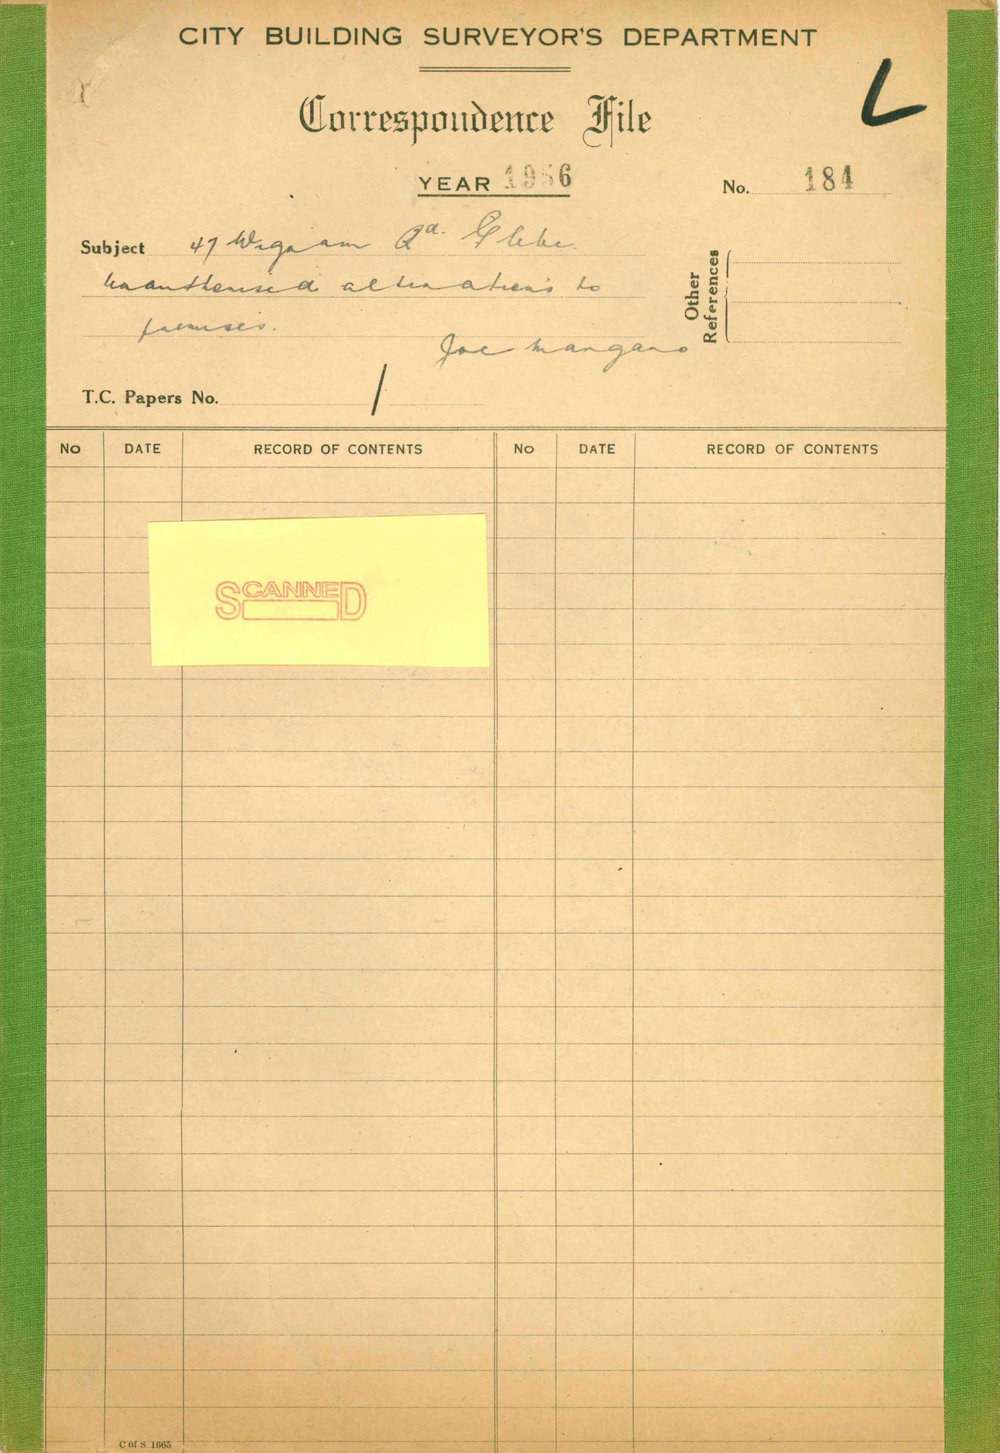 CITY BUILDING SURVEYOR'S DEPARTMENT
L
Correspondence File
YEAR 1956
No. 184
Subject 47 Wigram Rd. Glebe.
Unauthorised alterations to
premises.
Joe Mangano
Other
References
T.C. Papers No. /
No DATE RECORD OF CONTENTS No DATE RECORD OF CONTENTS
SCANNED
C of S 1665